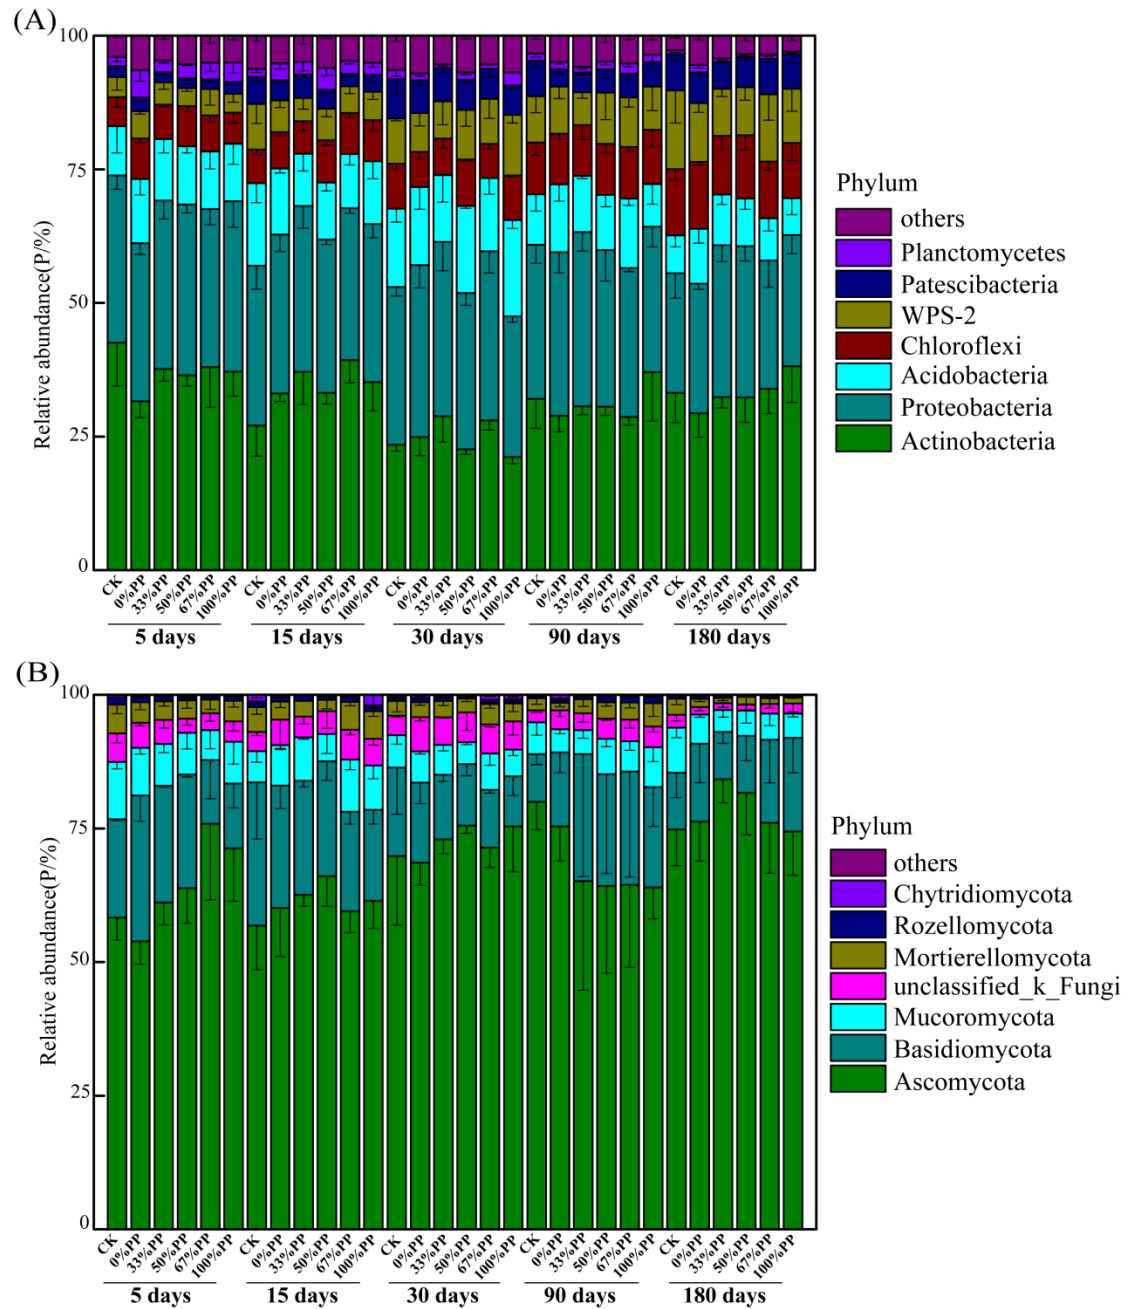 (A)
Relative abundance(P/%)
100
75
50
25
0
CK 0%PP 33%PP 50%PP 67%PP 100%PP CK 0%PP 33%PP 50%PP 67%PP 100%PP CK 0%PP 33%PP 50%PP 67%PP 100%PP CK 0%PP 33%PP 50%PP 67%PP 100%PP CK 0%PP 33%PP 50%PP 67%PP 100%PP
5 days 15 days 30 days 90 days 180 days
Phylum
others
Planctomycetes
Patescibacteria
WPS-2
Chloroflexi
Acidobacteria
Proteobacteria
Actinobacteria
(B)
Relative abundance(P/%)
100
75
50
25
0
CK 0%PP 33%PP 50%PP 67%PP 100%PP CK 0%PP 33%PP 50%PP 67%PP 100%PP CK 0%PP 33%PP 50%PP 67%PP 100%PP CK 0%PP 33%PP 50%PP 67%PP 100%PP CK 0%PP 33%PP 50%PP 67%PP 100%PP
5 days 15 days 30 days 90 days 180 days
Phylum
others
Chytridiomycota
Rozellomycota
Mortierellomycota
unclassified_k_Fungi
Mucoromycota
Basidiomycota
Ascomycota